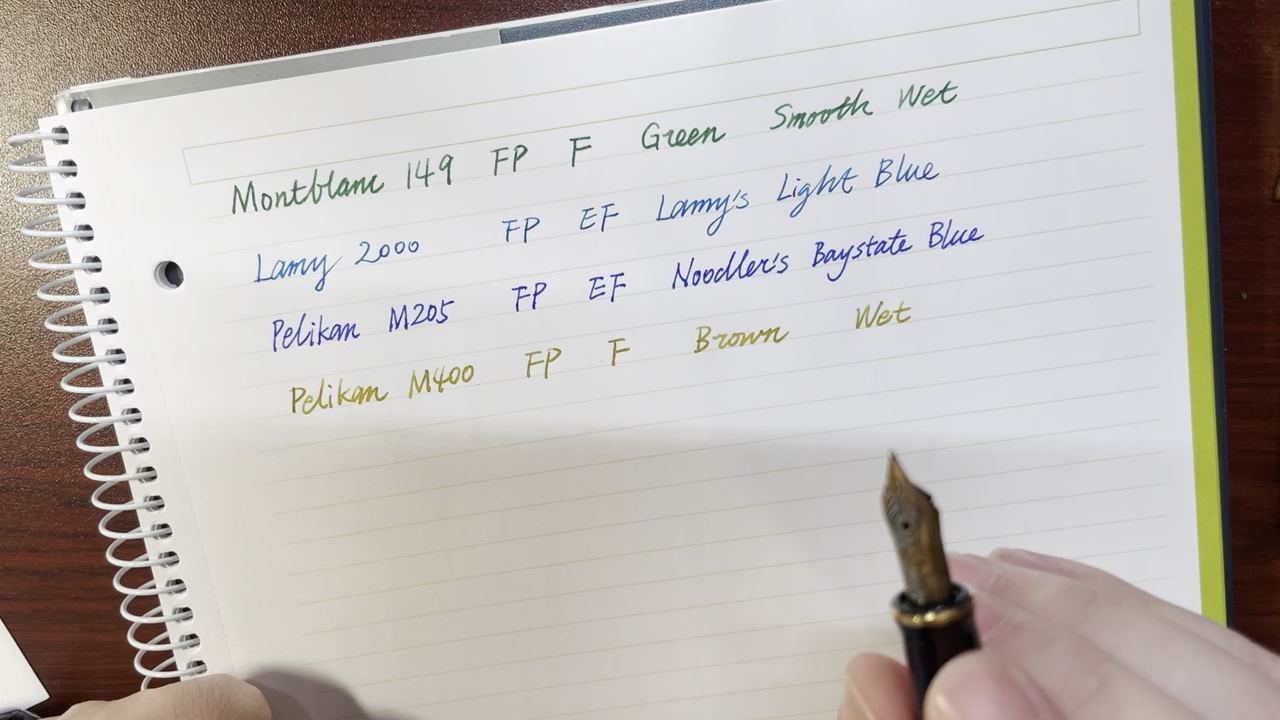 Montblanc 149 FP F Green Smooth Wet
Lamy 2000 FP EF Lamy's Light Blue
Pelikan M205 FP EF Noodler's Baystate Blue
Pelikan M400 FP F Brown Wet